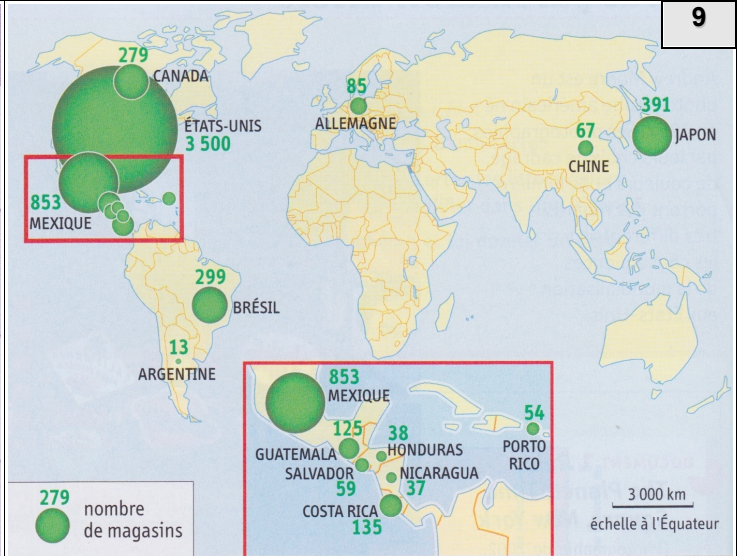 9
279
CANADA
ÉTATS-UNIS
3 500
853
MEXIQUE
85
ALLEMAGNE
67
CHINE
391
JAPON
299
BRÉSIL
13
ARGENTINE
853
MEXIQUE
125
GUATEMALA
38
HONDURAS
SALVADOR
59
NICARAGUA
37
COSTA RICA
135
54
PORTO
RICO
279
nombre
de magasins
3 000 km
échelle à l'Équateur